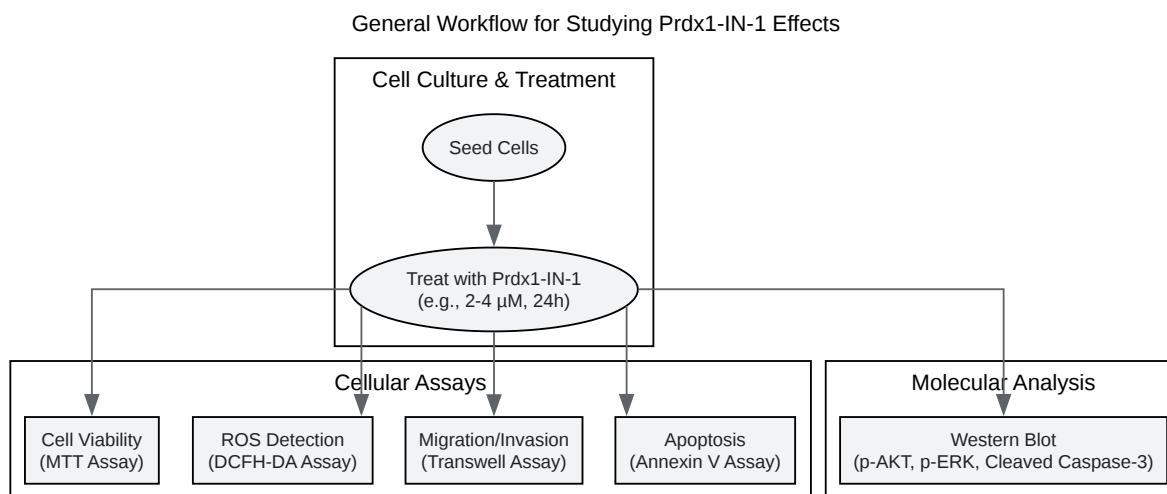 General Workflow for Studying Prdx1-IN-1 Effects
Cell Culture & Treatment
Seed Cells
Treat with Prdx1-IN-1
(e.g., 2-4 µM, 24h)
Cellular Assays
Molecular Analysis
Cell Viability
(MTT Assay)
ROS Detection
(DCFH-DA Assay)
Migration/Invasion
(Transwell Assay)
Apoptosis
(Annexin V Assay)
Western Blot
(p-AKT, p-ERK, Cleaved Caspase-3)